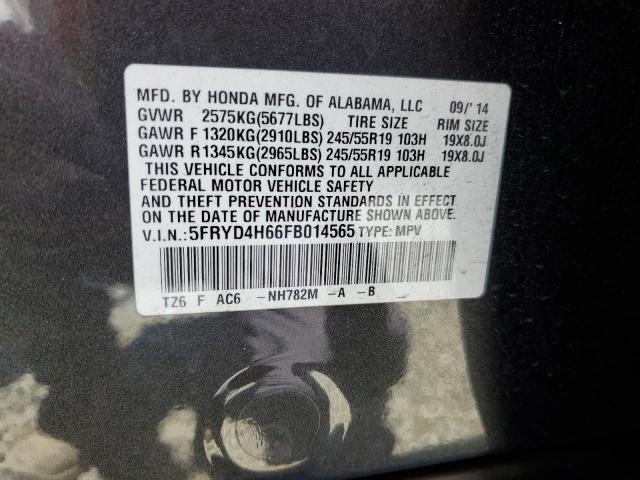 MFD. BY HONDA MFG. OF ALABAMA, LLC 09/'14
GVWR 2575KG(5677LBS) TIRE SIZE RIM SIZE
GAWR F 1320KG(2910LBS) 245/55R19 103H 19X8.0J
GAWR R1345KG(2965LBS) 245/55R19 103H 19X8.0J
THIS VEHICLE CONFORMS TO ALL APPLICABLE
FEDERAL MOTOR VEHICLE SAFETY
AND THEFT PREVENTION STANDARDS IN EFFECT
ON THE DATE OF MANUFACTURE SHOWN ABOVE.
V.I.N.:5FRYD4H66FB014565 TYPE: MPV
TZ6 F AC6 -NH782M -A -B